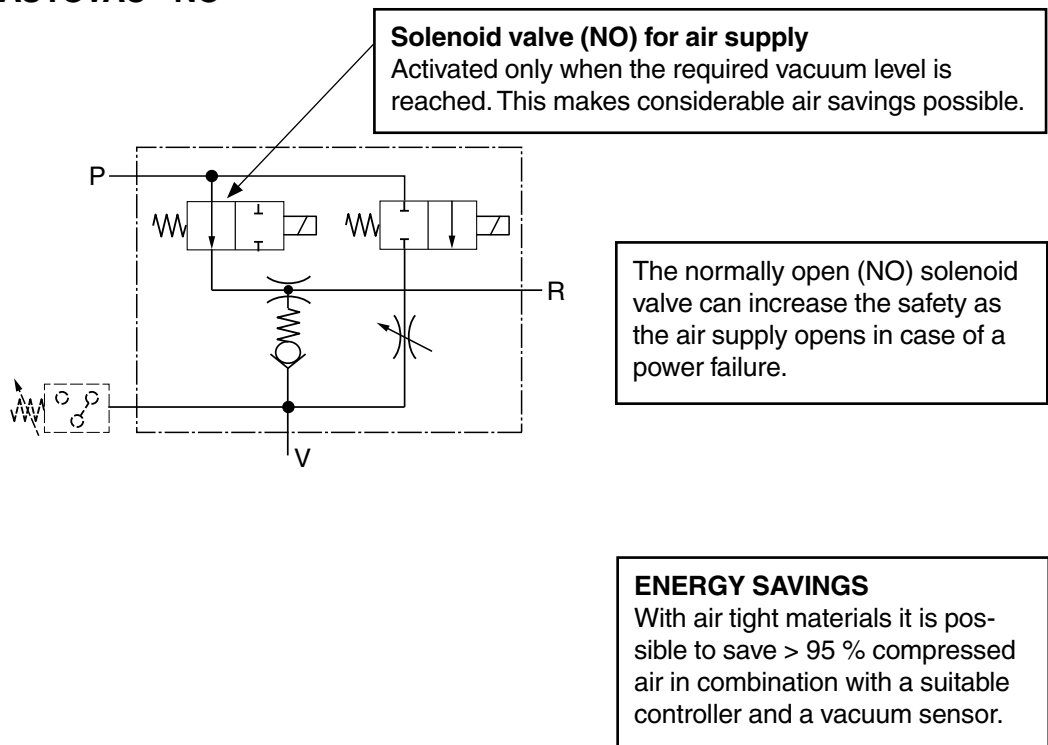 Solenoid valve (NO) for air supply
Activated only when the required vacuum level is
reached. This makes considerable air savings possible.
P
R
The normally open (NO) solenoid
valve can increase the safety as
the air supply opens in case of a
power failure.
V
ENERGY SAVINGS
With air tight materials it is pos-
sible to save > 95 % compressed
air in combination with a suitable
controller and a vacuum sensor.